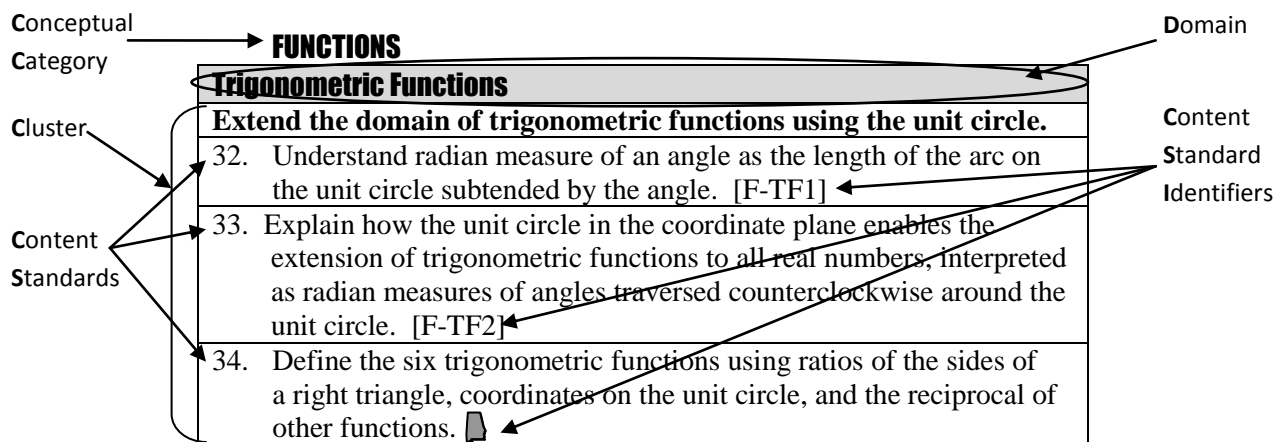 Conceptual
Category
FUNCTIONS
Domain
Trigonometric Functions
Cluster
Extend the domain of trigonometric functions using the unit circle.
Content
Standard
Identifiers
32. Understand radian measure of an angle as the length of the arc on
the unit circle subtended by the angle. [F-TF1]
Content
Standards
33. Explain how the unit circle in the coordinate plane enables the
extension of trigonometric functions to all real numbers, interpreted
as radian measures of angles traversed counterclockwise around the
unit circle. [F-TF2]
34. Define the six trigonometric functions using ratios of the sides of
a right triangle, coordinates on the unit circle, and the reciprocal of
other functions.